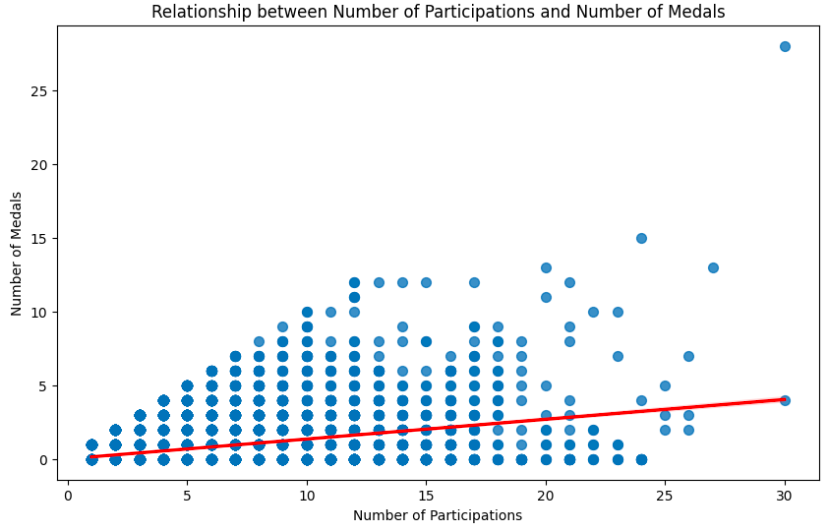 Relationship between Number of Participations and Number of Medals
Number of Medals
25
20
15
10
5
0
0 5 10 15 20 25 30
Number of Participations